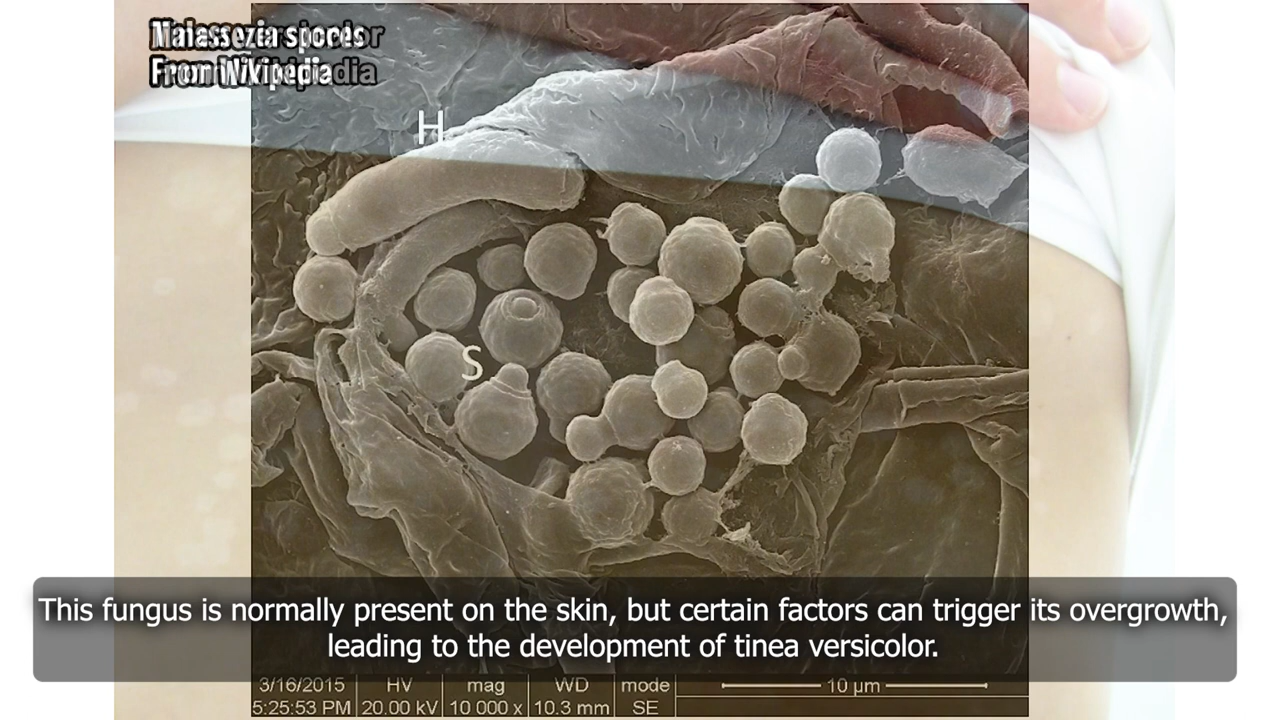 Malassezia spores
From Wikipedia
H
S
This fungus is normally present on the skin, but certain factors can trigger its overgrowth,
leading to the development of tinea versicolor.
3/16/2015 HV mag WD mode 10 µm
5:25:53 PM 20.00 kV 10 000 x 10.3 mm SE